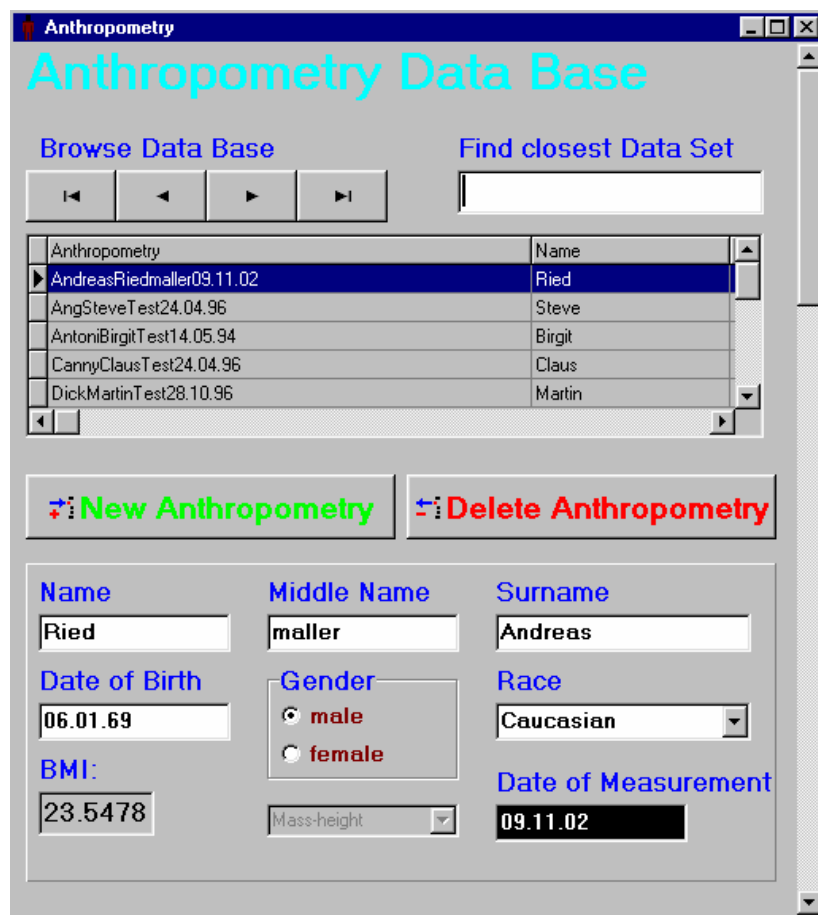 Anthropometry
Anthropometry Data Base
Browse Data Base
Find closest Data Set
Anthropometry Name
AndreasRiedmaller09.11.02 Ried
AngSteveTest24.04.96 Steve
AntoniBirgitTest14.05.94 Birgit
CannyClausTest24.04.96 Claus
DickMartinTest28.10.96 Martin
New Anthropometry Delete Anthropometry
Name Middle Name Surname
Ried maller Andreas
Date of Birth Gender Race
06.01.69 male Caucasian
female
BMI: Date of Measurement
23.5478 Mass-height 09.11.02